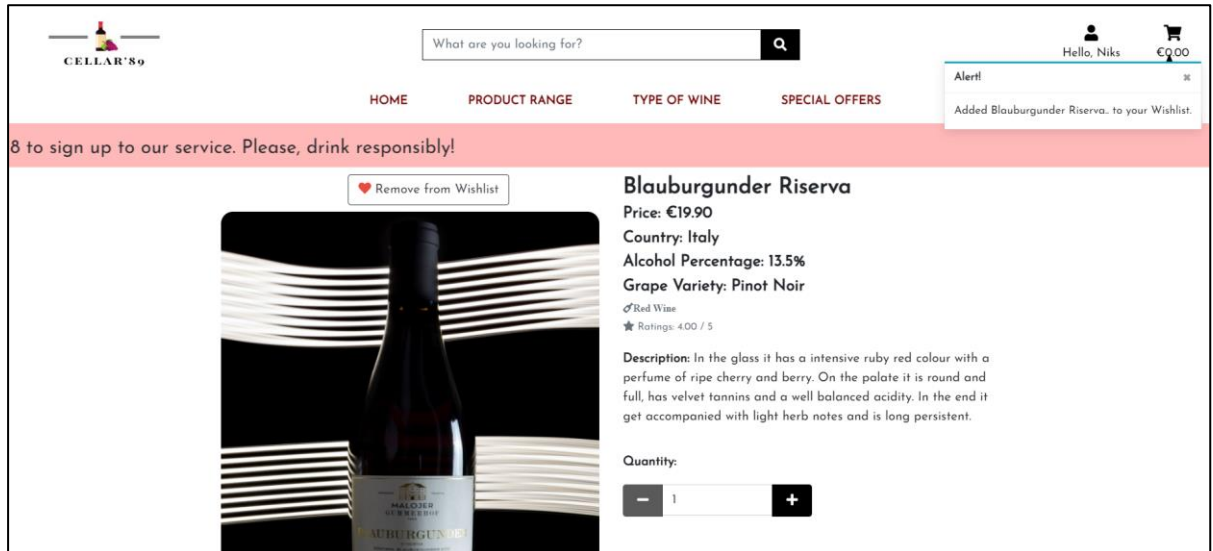 CELLAR'89
What are you looking for?
Hello, Niks
€0.00
Alert!
Added Blauburgunder Riserva.. to your Wishlist.
HOME
PRODUCT RANGE
TYPE OF WINE
SPECIAL OFFERS
8 to sign up to our service. Please, drink responsibly!
Remove from Wishlist
Blauburgunder Riserva
Price: €19.90
Country: Italy
Alcohol Percentage: 13.5%
Grape Variety: Pinot Noir
Red Wine
Ratings: 4.00 / 5
Description: In the glass it has a intensive ruby red colour with a
perfume of ripe cherry and berry. On the palate it is round and
full, has velvet tannins and a well balanced acidity. In the end it
get accompanied with light herb notes and is long persistent.
Quantity:
1
MALOJER
GUMMERHOF
BLAUBURGUNDER